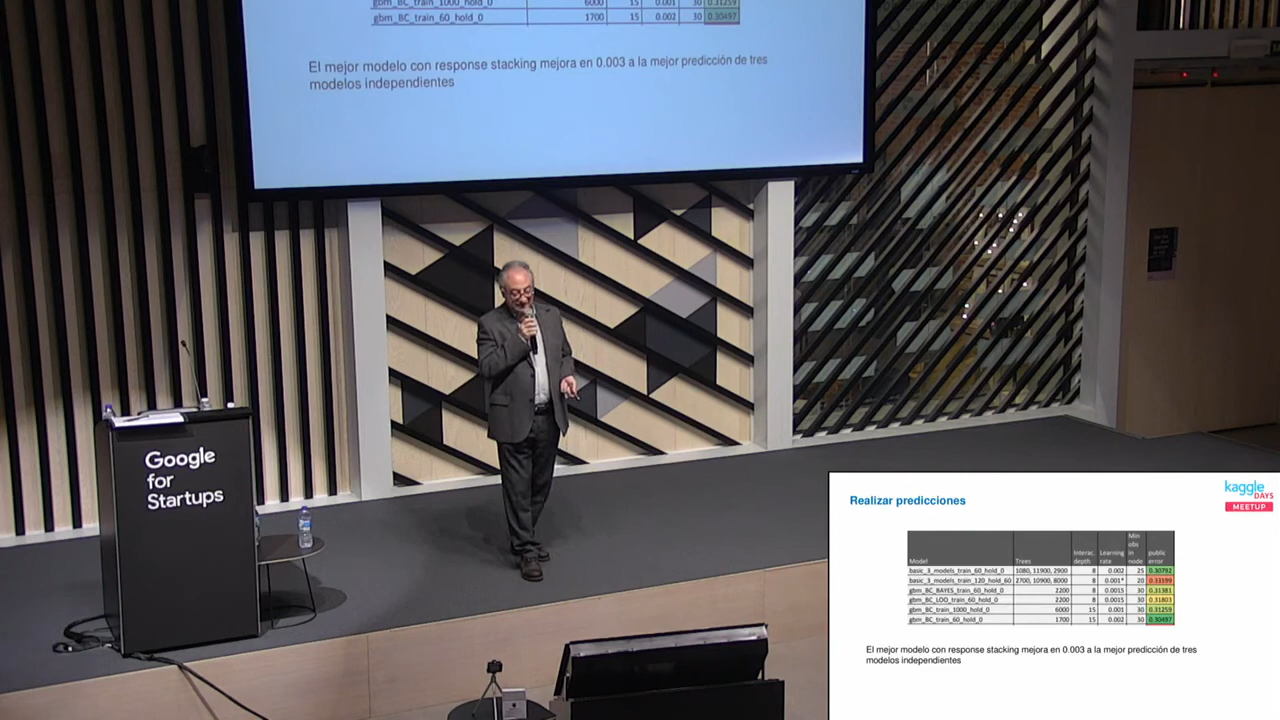 gbm_BC_train_1000_hold_0 6000 15 0.001 30 0.31259
gbm_BC_train_60_hold_0 1700 15 0.002 30 0.30497
El mejor modelo con response stacking mejora en 0.003 a la mejor predicción de tres
modelos independientes
Google
for
Startups
Realizar predicciones
kaggle
DAYS
MEETUP
Model Trees Interac. depth Learning rate Min obs in node public error
basic_3_models_train_60_hold_0 1080, 11900, 2900 8 0.002 25 0.30792
basic_3_models_train_120_hold_60 2700, 10900, 8000 8 0.001* 20 0.33199
gbm_BC_BAYES_train_60_hold_0 2200 8 0.0015 30 0.31381
gbm_BC_LOO_train_60_hold_0 2200 8 0.0015 30 0.31803
gbm_BC_train_1000_hold_0 6000 15 0.001 30 0.31259
gbm_BC_train_60_hold_0 1700 15 0.002 30 0.30497
El mejor modelo con response stacking mejora en 0.003 a la mejor predicción de tres
modelos independientes